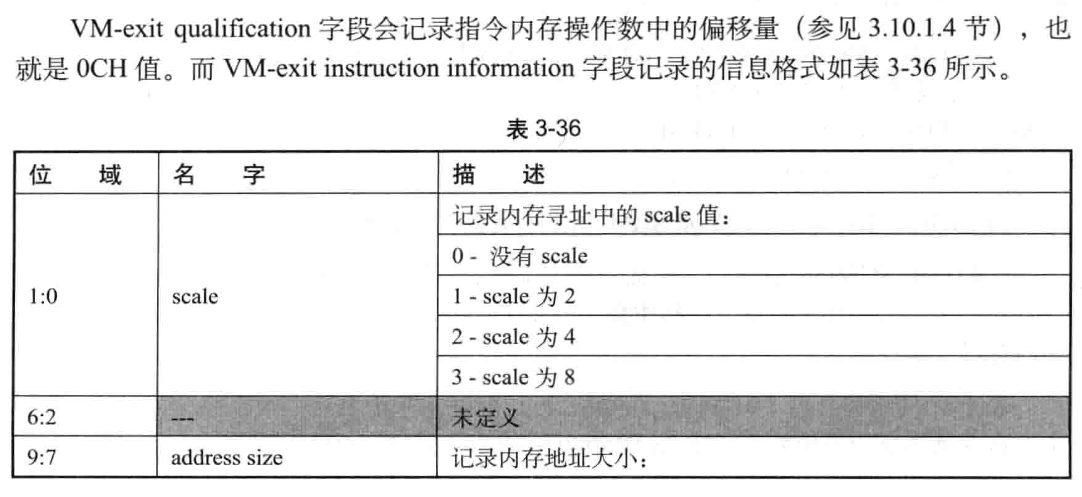 VM-exit qualification 字段会记录指令内存操作数中的偏移量（参见 3.10.1.4 节），也
就是 0CH 值。而 VM-exit instruction information 字段记录的信息格式如表 3-36 所示。
表 3-36
位 域 名 字 描 述
记录内存寻址中的 scale 值：
0 - 没有 scale
1:0 scale 1 - scale 为 2
2 - scale 为 4
3 - scale 为 8
6:2 --- 未定义
9:7 address size 记录内存地址大小：